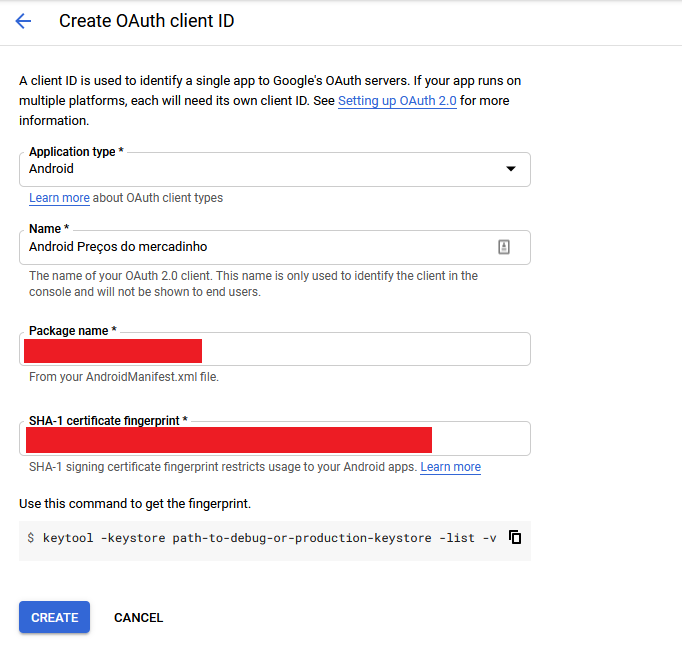 Create OAuth client ID
A client ID is used to identify a single app to Google's OAuth servers. If your app runs on
multiple platforms, each will need its own client ID. See Setting up OAuth 2.0 for more
information.
Application type *
Android
Learn more about OAuth client types
Name *
Android Preços do mercadinho
The name of your OAuth 2.0 client. This name is only used to identify the client in the
console and will not be shown to end users.
Package name *
From your AndroidManifest.xml file.
SHA-1 certificate fingerprint *
SHA-1 signing certificate fingerprint restricts usage to your Android apps. Learn more
Use this command to get the fingerprint.
$ keytool -keystore path-to-debug-or-production-keystore -list -v
CREATE CANCEL